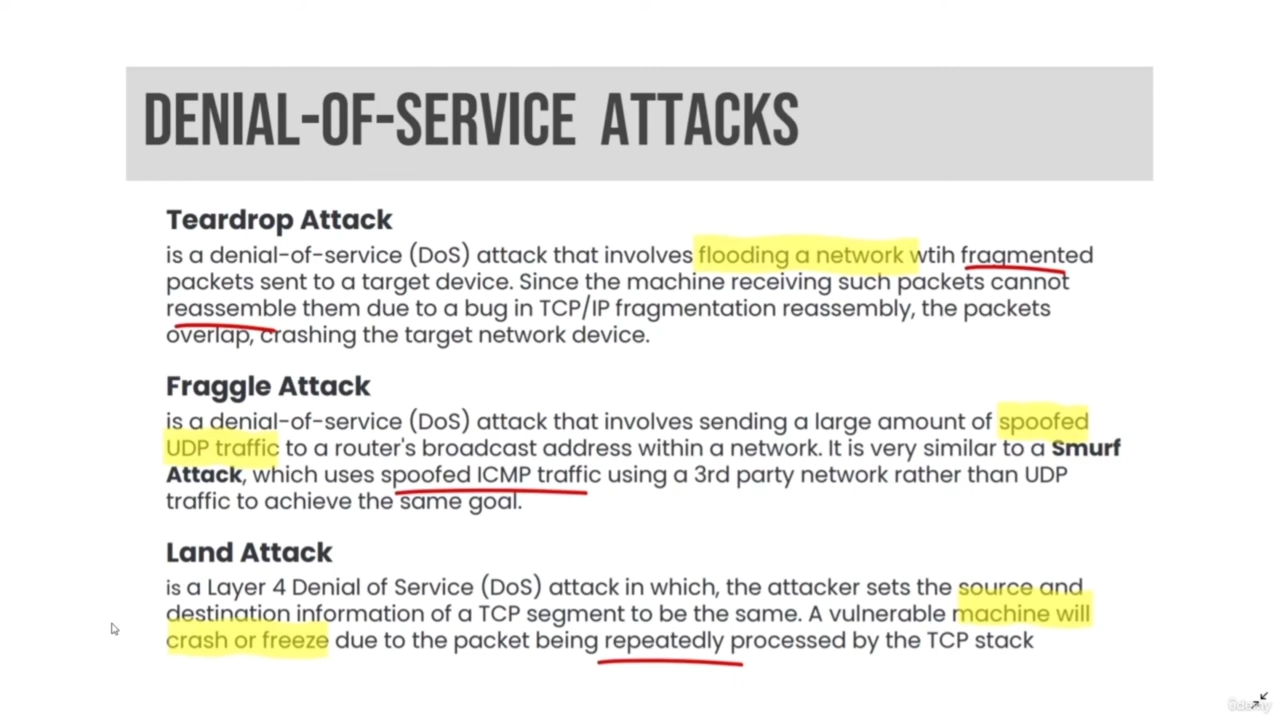 DENIAL-OF-SERVICE ATTACKS
Teardrop Attack
is a denial-of-service (DoS) attack that involves flooding a network wtih fragmented
packets sent to a target device. Since the machine receiving such packets cannot
reassemble them due to a bug in TCP/IP fragmentation reassembly, the packets
overlap, crashing the target network device.
Fraggle Attack
is a denial-of-service (DoS) attack that involves sending a large amount of spoofed
UDP traffic to a router's broadcast address within a network. It is very similar to a Smurf
Attack, which uses spoofed ICMP traffic using a 3rd party network rather than UDP
traffic to achieve the same goal.
Land Attack
is a Layer 4 Denial of Service (DoS) attack in which, the attacker sets the source and
destination information of a TCP segment to be the same. A vulnerable machine will
crash or freeze due to the packet being repeatedly processed by the TCP stack
ûdemy